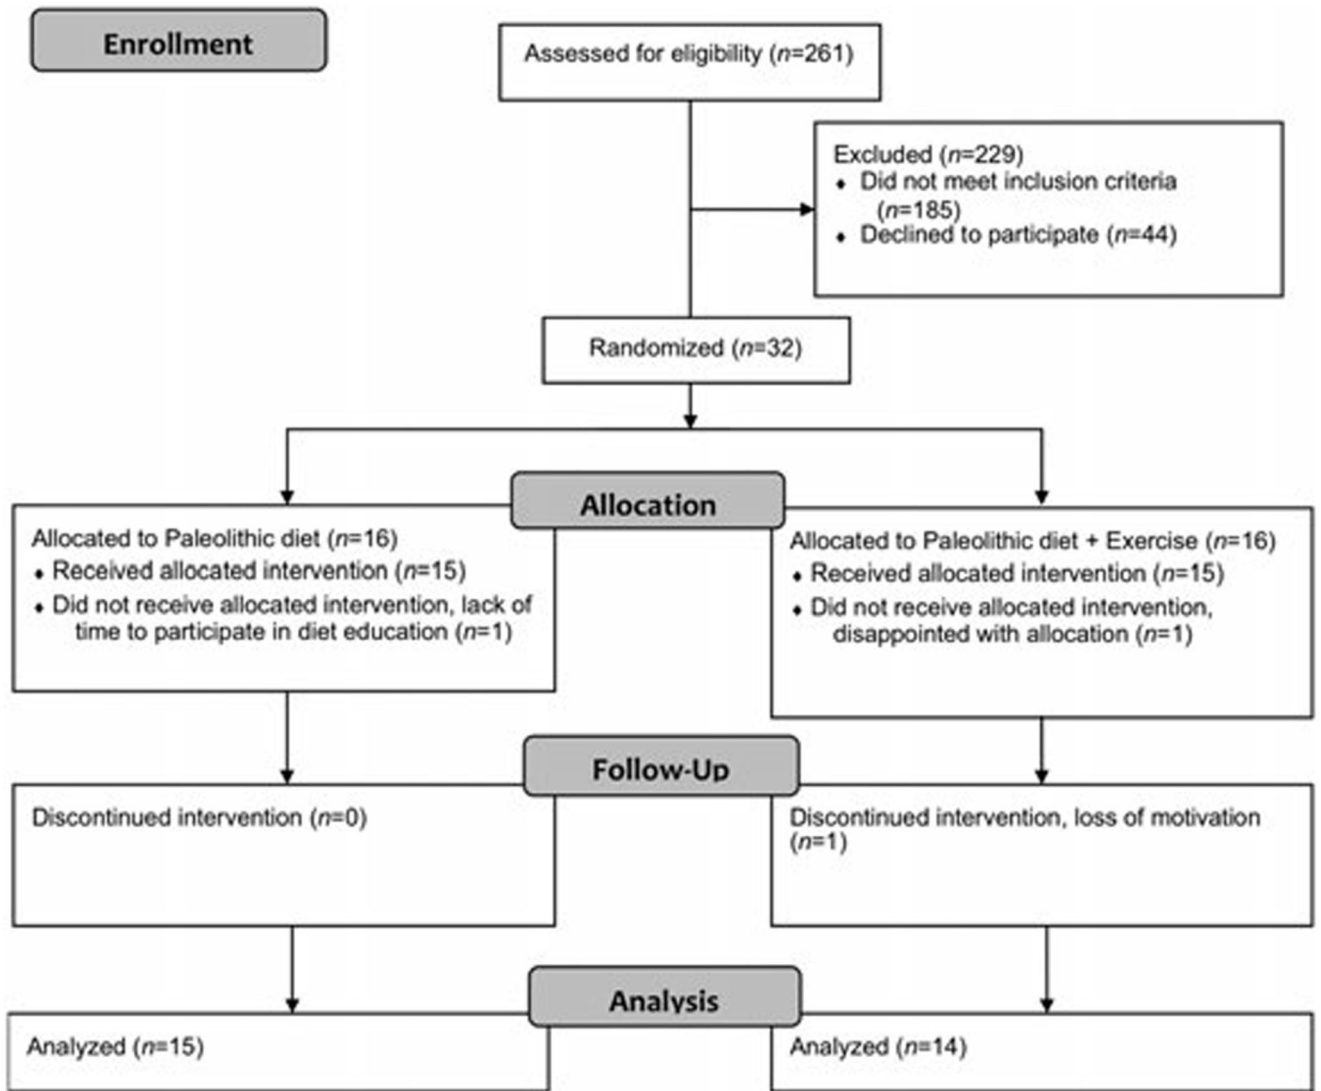 Enrollment
Assessed for eligibility (n=261)
Excluded (n=229)
♦ Did not meet inclusion criteria
(n=185)
♦ Declined to participate (n=44)
Randomized (n=32)
Allocation
Allocated to Paleolithic diet (n=16)
♦ Received allocated intervention (n=15)
♦ Did not receive allocated intervention, lack of
time to participate in diet education (n=1)
Allocated to Paleolithic diet + Exercise (n=16)
♦ Received allocated intervention (n=15)
♦ Did not receive allocated intervention,
disappointed with allocation (n=1)
Follow-Up
Discontinued intervention (n=0)
Discontinued intervention, loss of motivation
(n=1)
Analysis
Analyzed (n=15)
Analyzed (n=14)